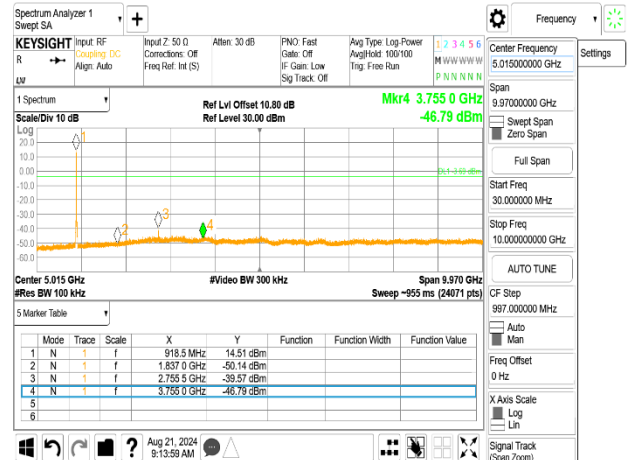 Spectrum Analyzer 1
Swept SA
KEYSIGHT
R
Input: RF
Coupling: DC
Align: Auto
Input Z: 50 Ω
Corrections: Off
Freq Ref: Int (S)
Atten: 30 dB
PNO: Fast
Gate: Off
IF Gain: Low
Sig Track: Off
Avg Type: Log-Power
Avg|Hold: 100/100
Trig: Free Run
1 2 3 4 5 6
M W W W W W
P N N N N N
1 Spectrum
Scale/Div 10 dB
Ref Lvl Offset 10.80 dB
Ref Level 30.00 dBm
Mkr4 3.755 0 GHz
-46.79 dBm
Log
20.0
10.0
0.00
-10.0
-20.0
-30.0
-40.0
-50.0
-60.0
1
2
3
4
Center 5.015 GHz
#Res BW 100 kHz
#Video BW 300 kHz
Span 9.970 GHz
Sweep ~955 ms (24071 pts)
5 Marker Table
Mode Trace Scale X Y Function Function Width Function Value
1 N 1 f 918.5 MHz 14.51 dBm
2 N 1 f 1.837 0 GHz -50.14 dBm
3 N 1 f 2.755 5 GHz -39.57 dBm
4 N 1 f 3.755 0 GHz -46.79 dBm
5
6
?
Aug 21, 2024
9:13:59 AM
Frequency
Settings
Center Frequency
5.015000000 GHz
Span
9.97000000 GHz
Swept Span
Zero Span
Full Span
Start Freq
30.000000 MHz
Stop Freq
10.000000000 GHz
AUTO TUNE
CF Step
997.000000 MHz
Auto
Man
Freq Offset
0 Hz
X Axis Scale
Log
Lin
Signal Track
(Span Zoom)